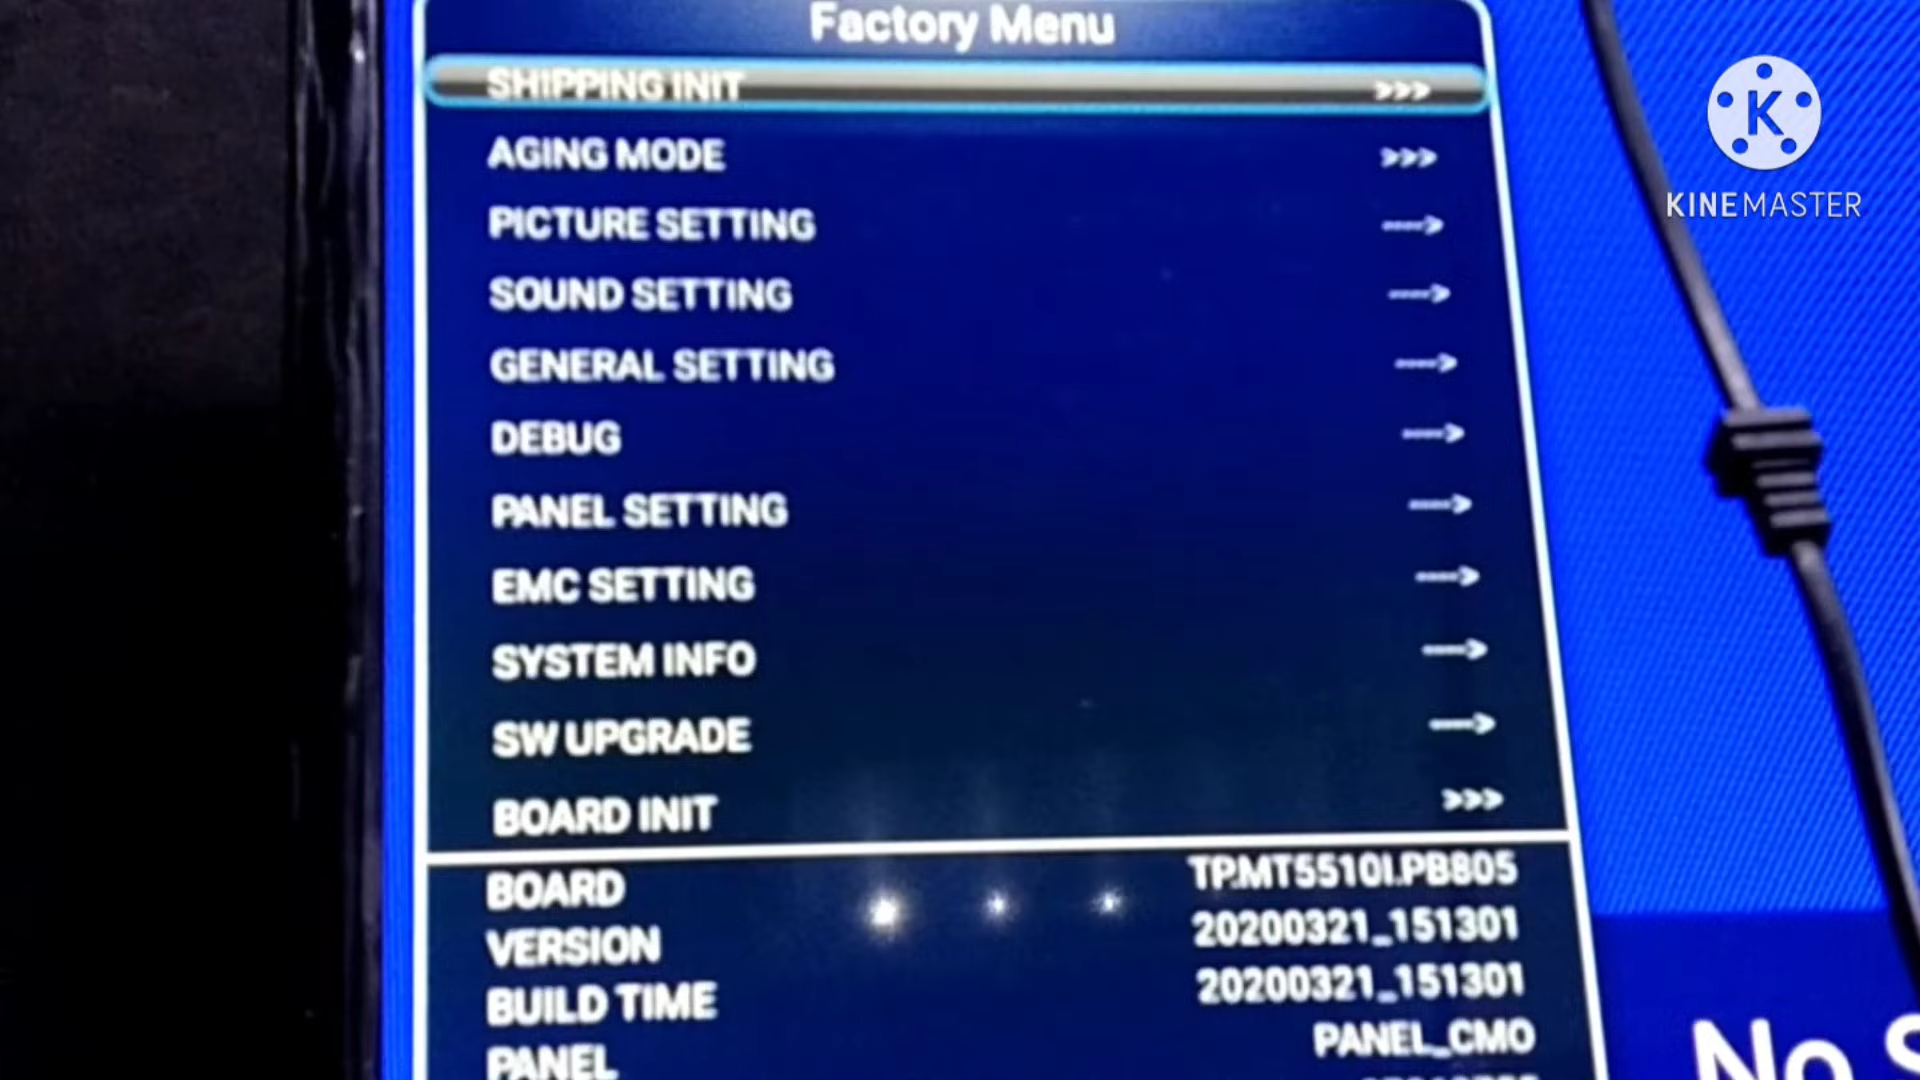 Factory Menu
SHIPPING INIT >>>
AGING MODE >>>
PICTURE SETTING ---->
SOUND SETTING ---->
GENERAL SETTING ---->
DEBUG ---->
PANEL SETTING ---->
EMC SETTING ---->
SYSTEM INFO ---->
SW UPGRADE ---->
BOARD INIT >>>
BOARD TP.MT5510I.PB805
VERSION 20200321_151301
BUILD TIME 20200321_151301
PANEL PANEL_CMO
No
K
KINEMASTER